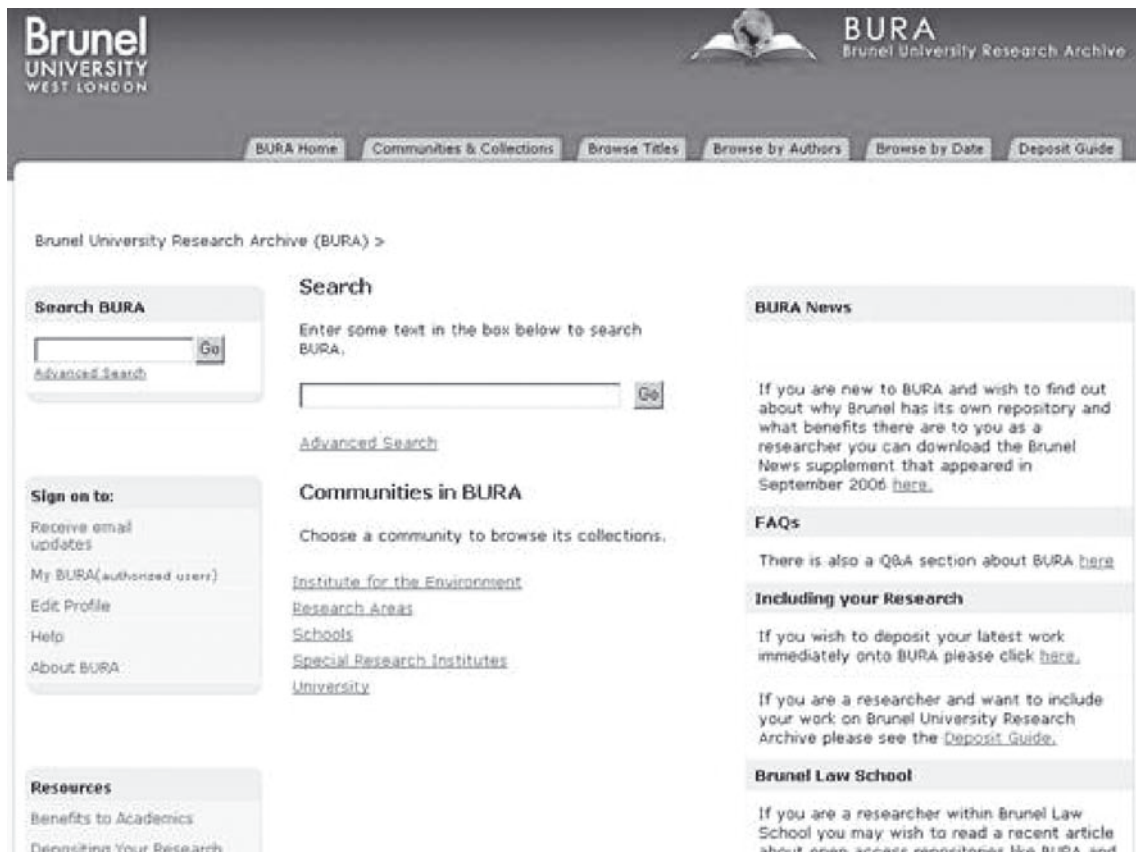 Brunel
UNIVERSITY
WEST LONDON
BURA
Brunel University Research Archive
BURA Home
Communities & Collections
Browse Titles
Browse by Authors
Browse by Date
Deposit Guide
Brunel University Research Archive (BURA) >
Search BURA
Go
Advanced Search
Sign on to:
Receive email
updates
My BURA(authorized users)
Edit Profile
Help
About BURA
Resources
Benefits to Academics
Depositing Your Research
Search
Enter some text in the box below to search
BURA.
Go
Advanced Search
Communities in BURA
Choose a community to browse its collections.
Institute for the Environment
Research Areas
Schools
Special Research Institutes
University
BURA News
If you are new to BURA and wish to find out
about why Brunel has its own repository and
what benefits there are to you as a
researcher you can download the Brunel
News supplement that appeared in
September 2006 here.
FAQs
There is also a Q&A section about BURA here
Including your Research
If you wish to deposit your latest work
immediately onto BURA please click here.
If you are a researcher and want to include
your work on Brunel University Research
Archive please see the Deposit Guide.
Brunel Law School
If you are a researcher within Brunel Law
School you may wish to read a recent article
about open access repositories like BURA and